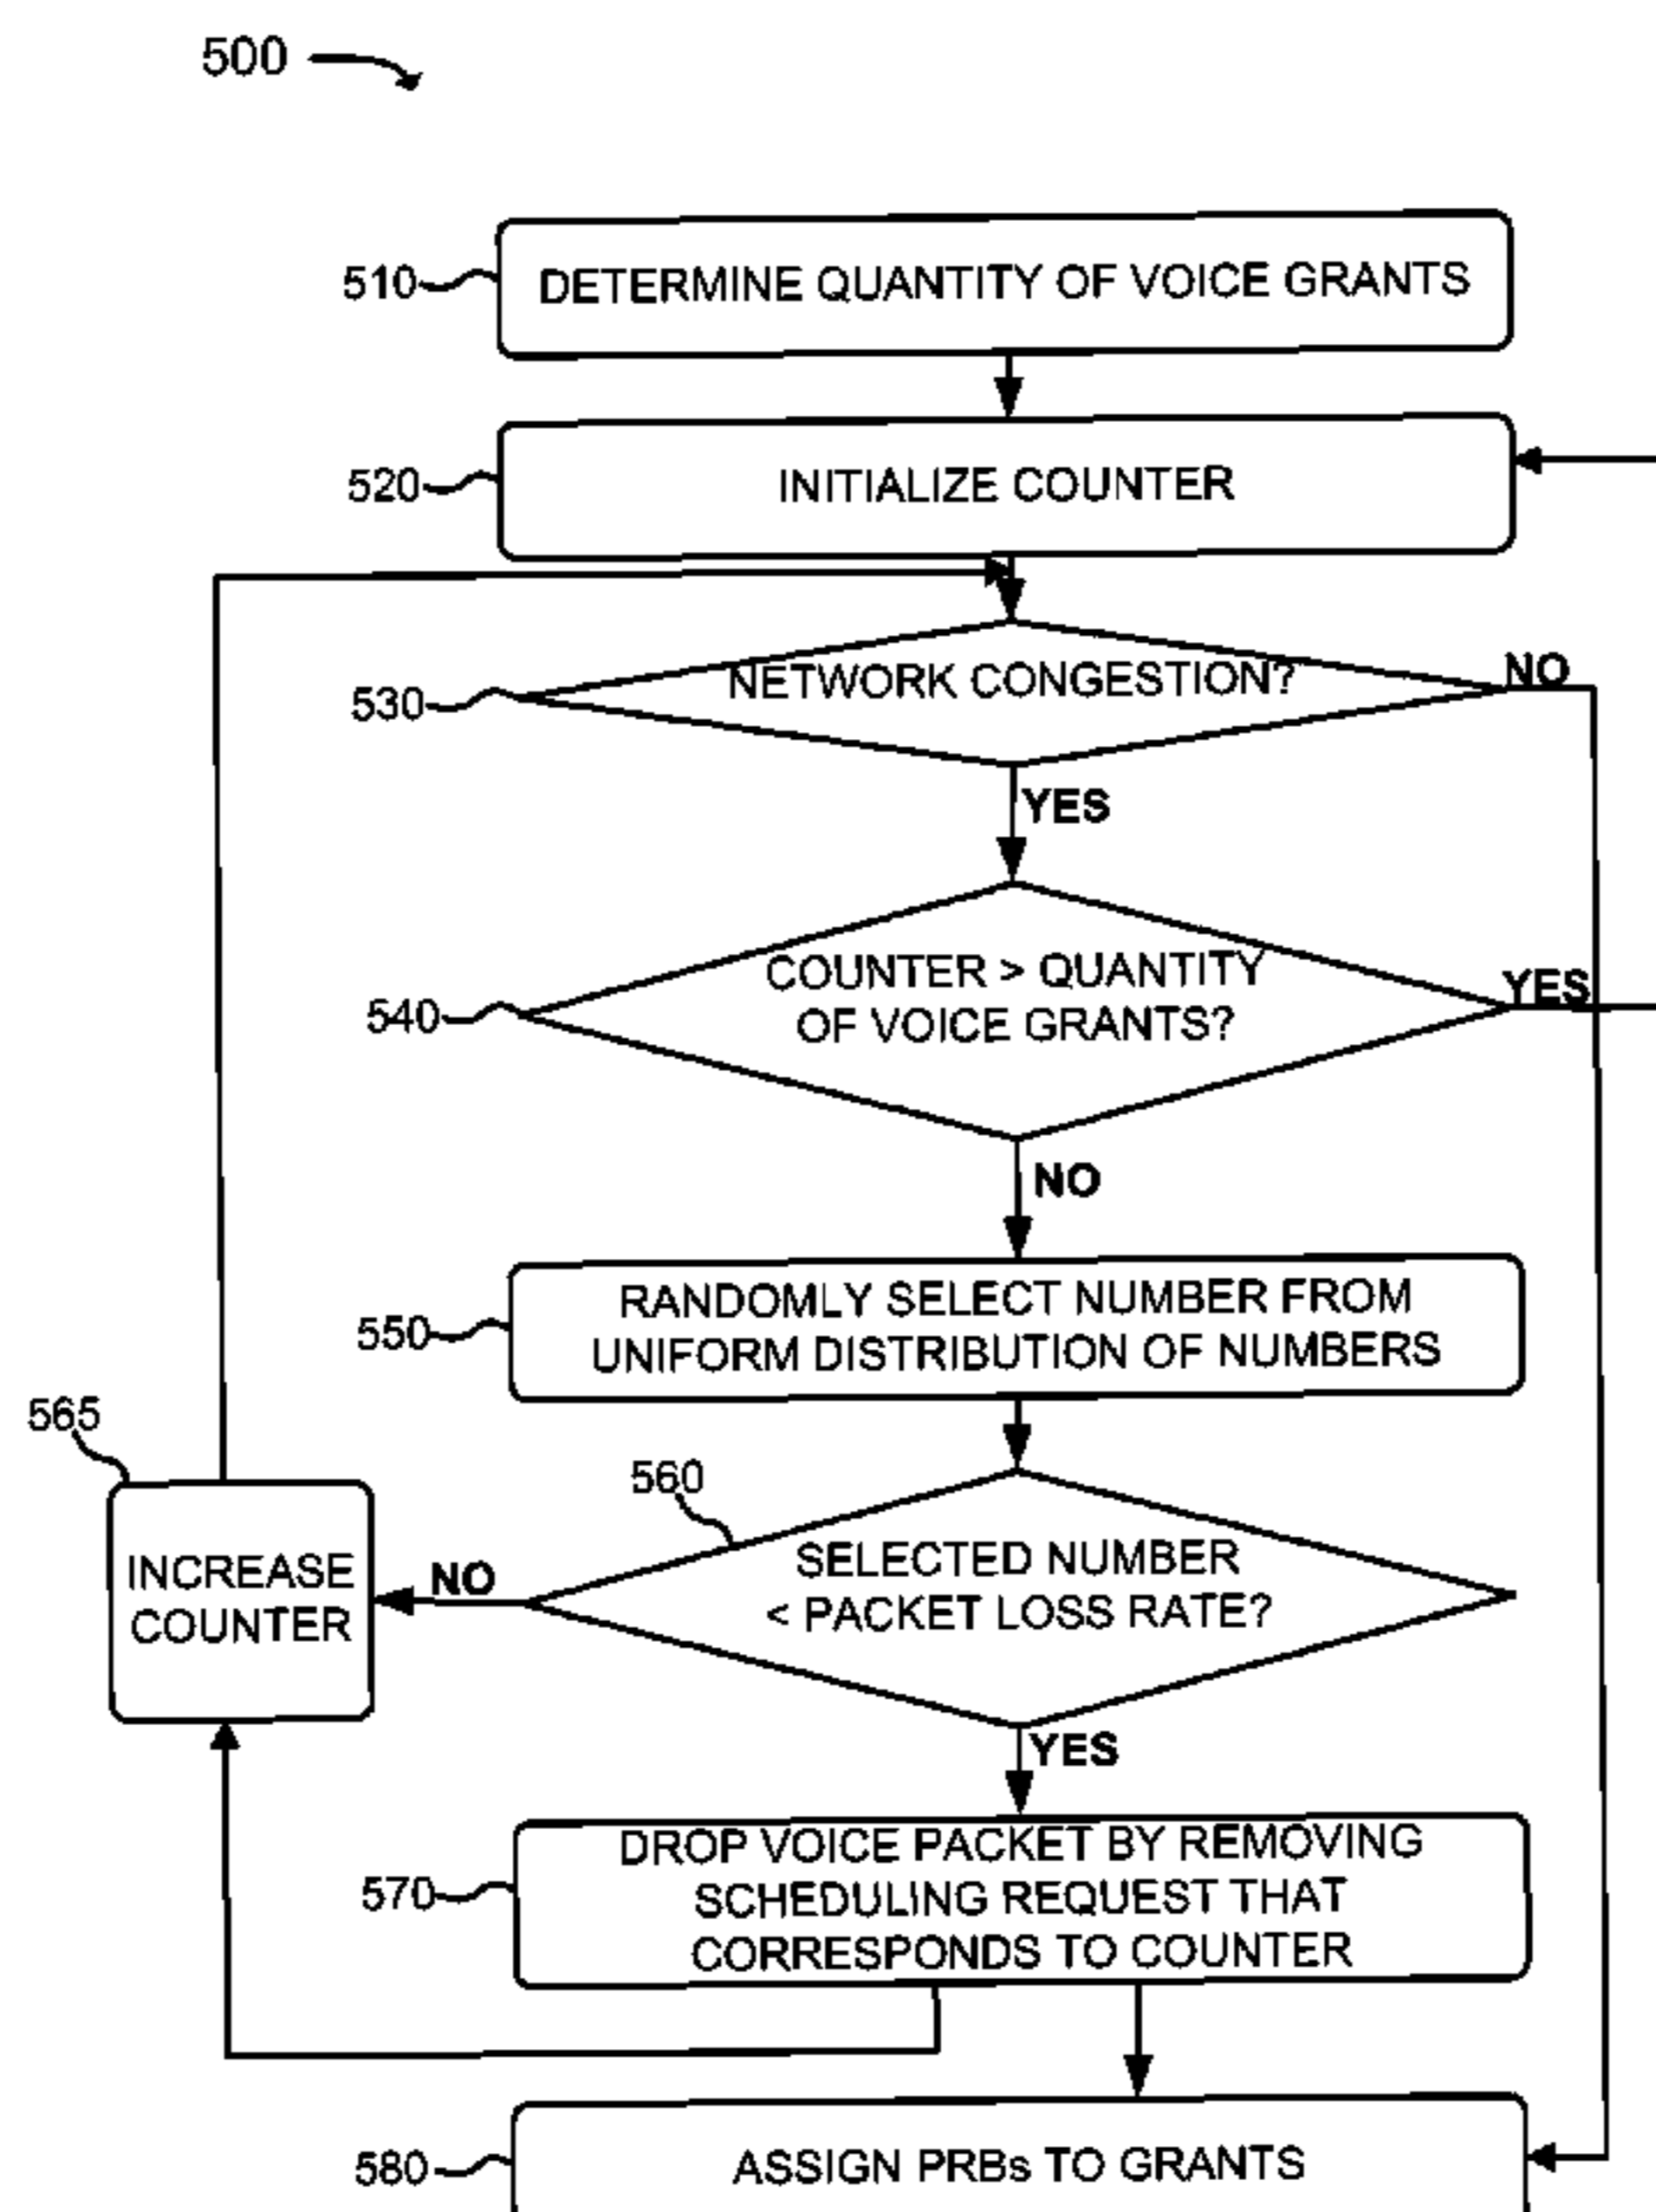 500
510
DETERMINE QUANTITY OF VOICE GRANTS
520
INITIALIZE COUNTER
530
NETWORK CONGESTION?
NO
YES
540
COUNTER > QUANTITY
OF VOICE GRANTS?
YES
NO
550
RANDOMLY SELECT NUMBER FROM
UNIFORM DISTRIBUTION OF NUMBERS
565
INCREASE
COUNTER
NO
560
SELECTED NUMBER
< PACKET LOSS RATE?
YES
570
DROP VOICE PACKET BY REMOVING
SCHEDULING REQUEST THAT
CORRESPONDS TO COUNTER
580
ASSIGN PRBs TO GRANTS